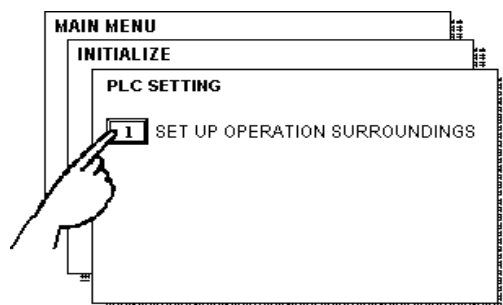 MAIN MENU
INITIALIZE
PLC SETTING
1 SET UP OPERATION SURROUNDINGS